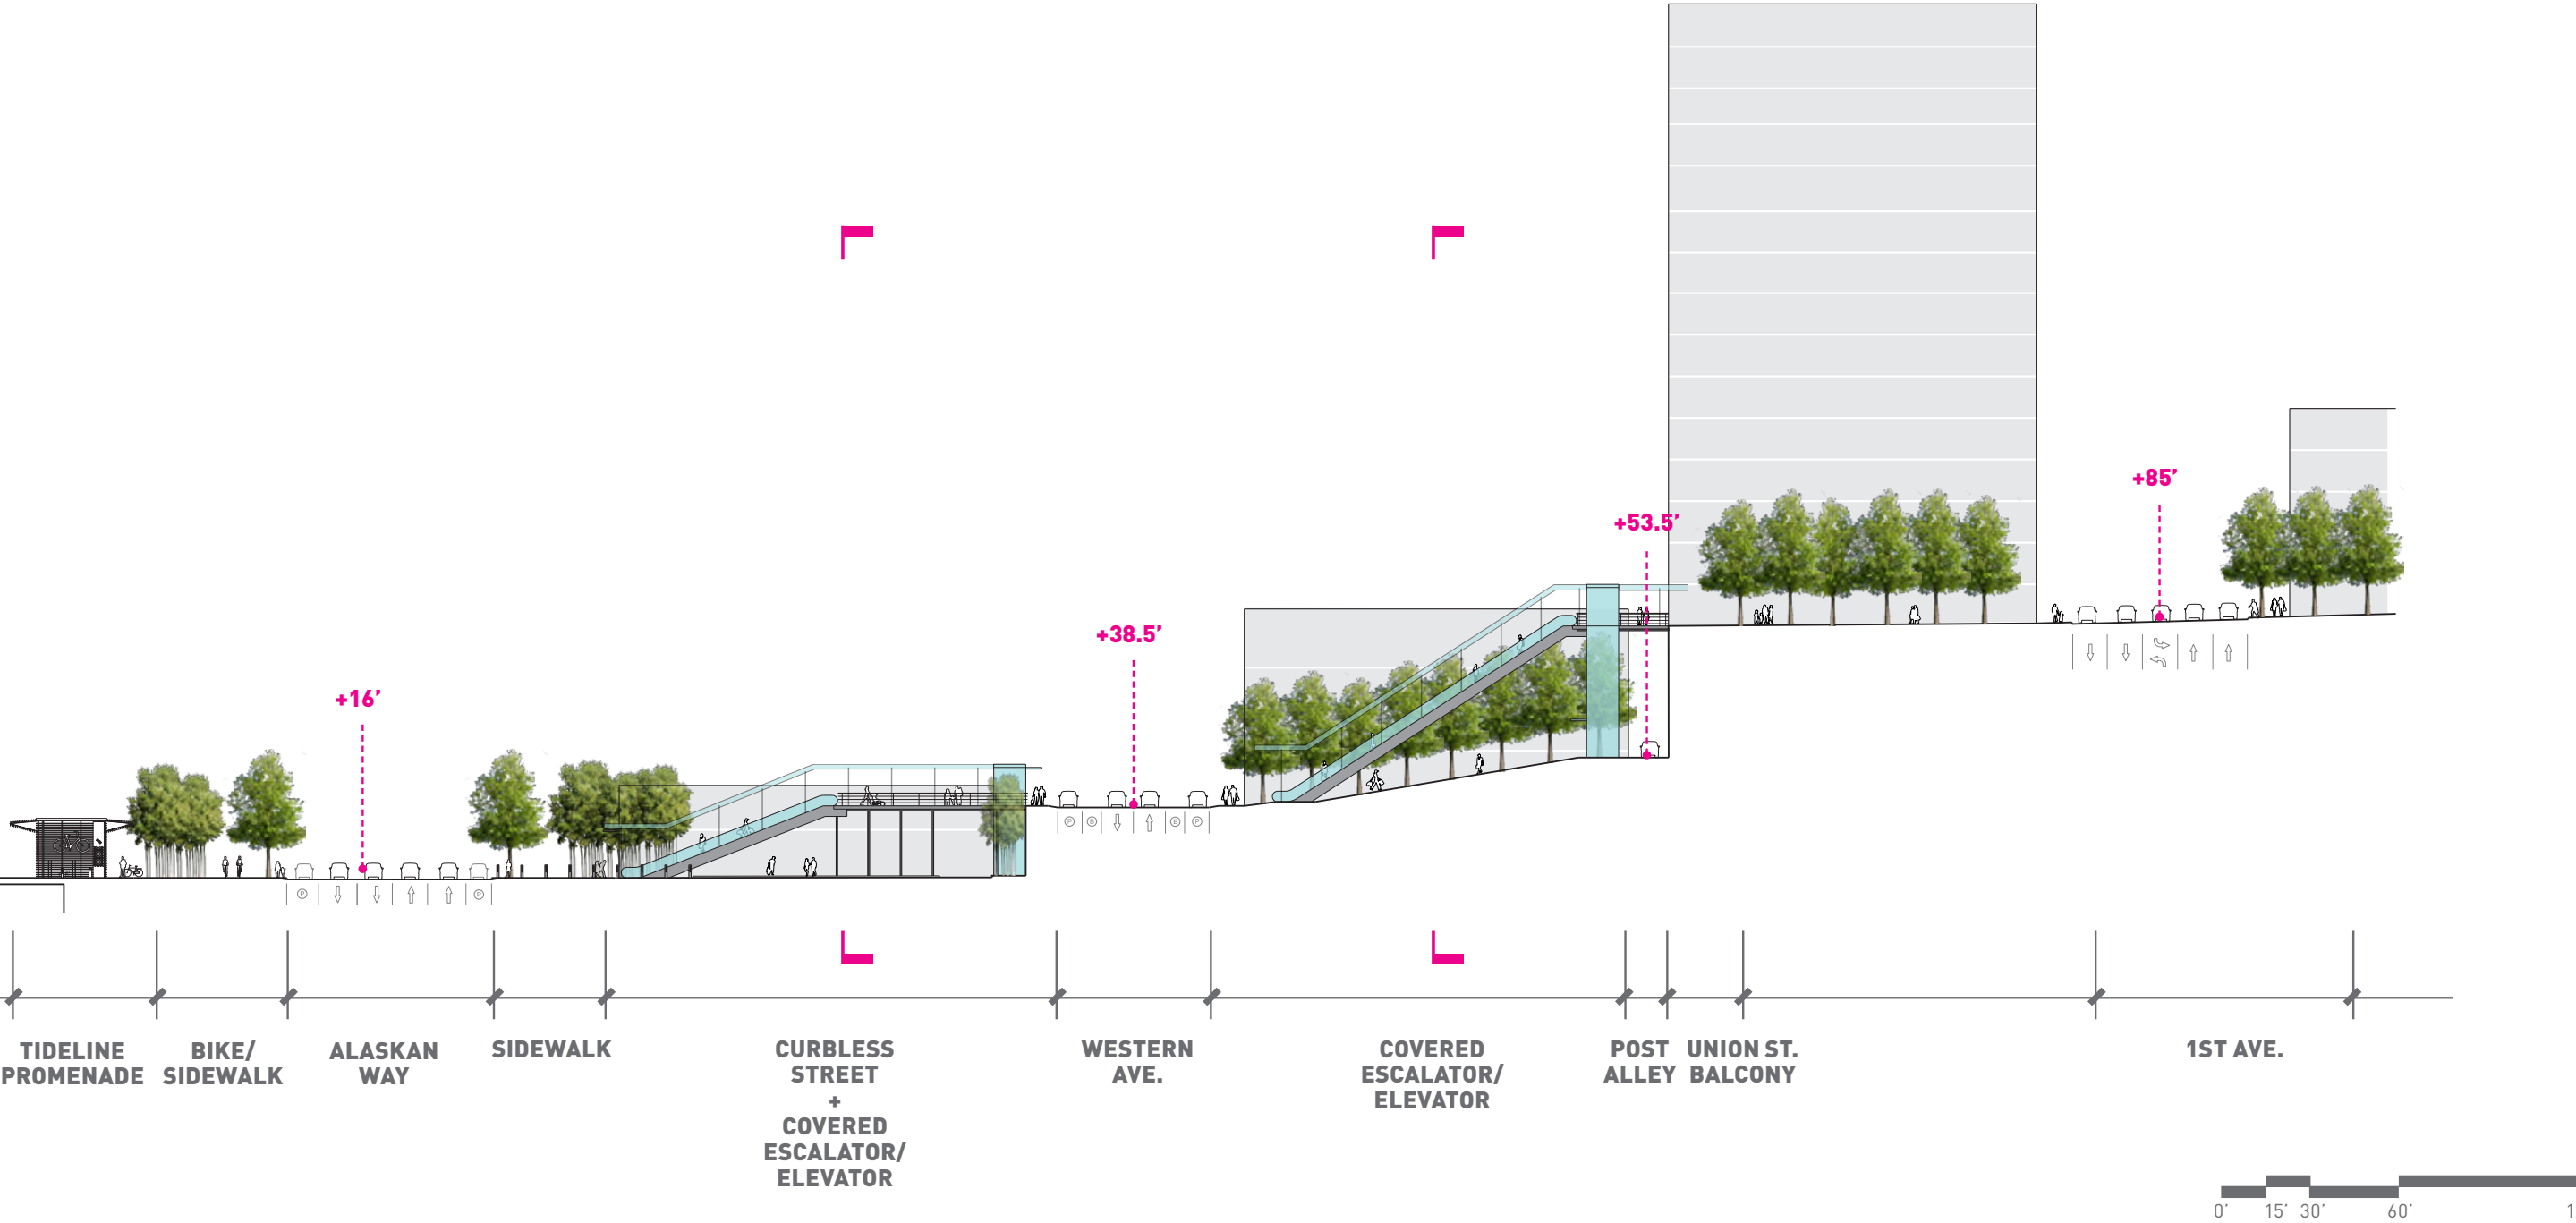 +85’
+53.5’
+38.5’
+16’
P
B
B
P
P
P
TIDELINE
PROMENADE
BIKE/
SIDEWALK
ALASKAN
WAY
SIDEWALK
CURBLESS
STREET
+
COVERED
ESCALATOR/
ELEVATOR
WESTERN
AVE.
COVERED
ESCALATOR/
ELEVATOR
POST
ALLEY
UNION ST.
BALCONY
1ST AVE.
0’ 15’ 30’ 60’